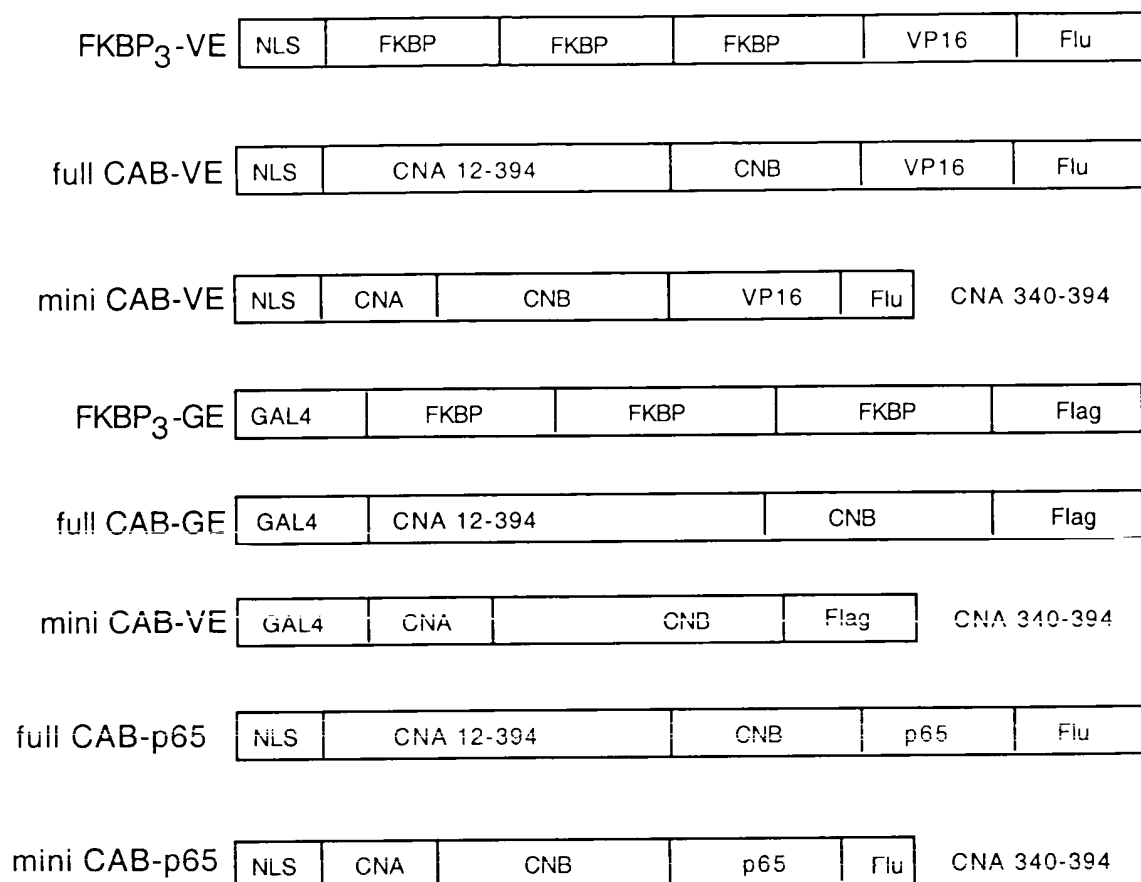 FKBP3-VE NLS FKBP FKBP FKBP VP16 Flu
full CAB-VE NLS CNA 12-394 CNB VP16 Flu
mini CAB-VE NLS CNA CNB VP16 Flu CNA 340-394
FKBP3-GE GAL4 FKBP FKBP FKBP Flag
full CAB-GE GAL4 CNA 12-394 CNB Flag
mini CAB-VE GAL4 CNA CNB Flag CNA 340-394
full CAB-p65 NLS CNA 12-394 CNB p65 Flu
mini CAB-p65 NLS CNA CNB p65 Flu CNA 340-394